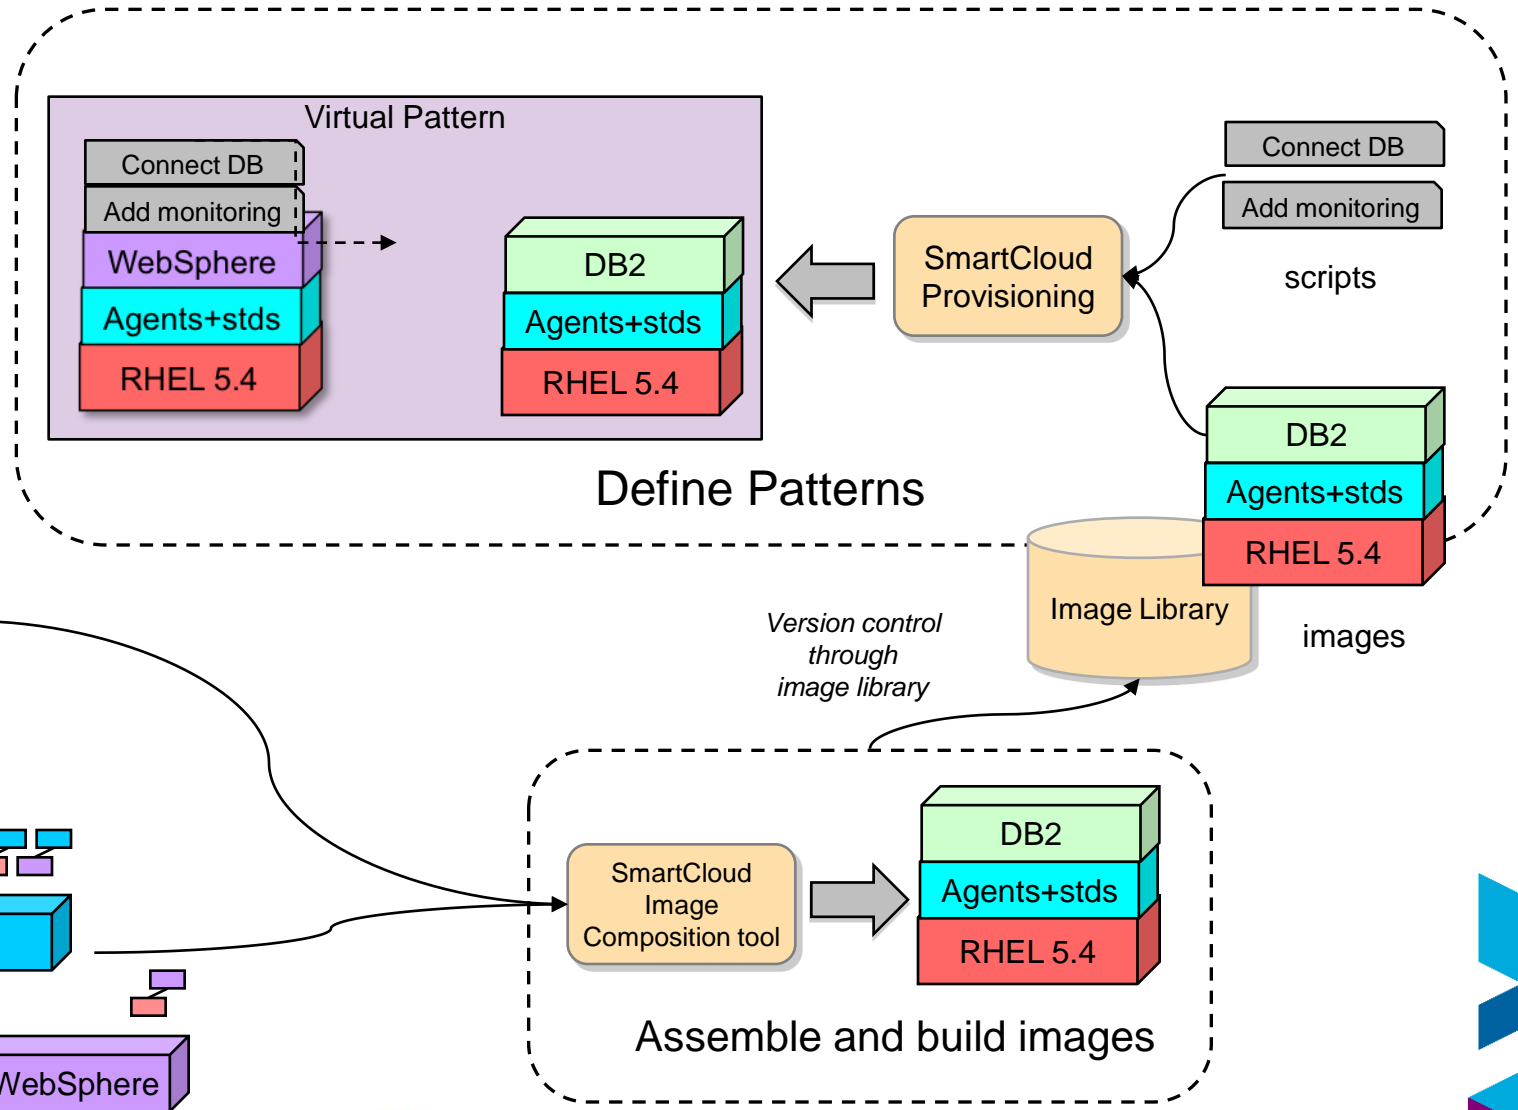 Virtual Pattern
Connect DB
Add monitoring
WebSphere
Agents+stds
RHEL 5.4
DB2
Agents+stds
RHEL 5.4
SmartCloud
Provisioning
Connect DB
Add monitoring
scripts
DB2
Agents+stds
RHEL 5.4
images
Define Patterns
Image Library
Version control
through
image library
SmartCloud
Image
Composition tool
DB2
Agents+stds
RHEL 5.4
Assemble and build images
WebSphere